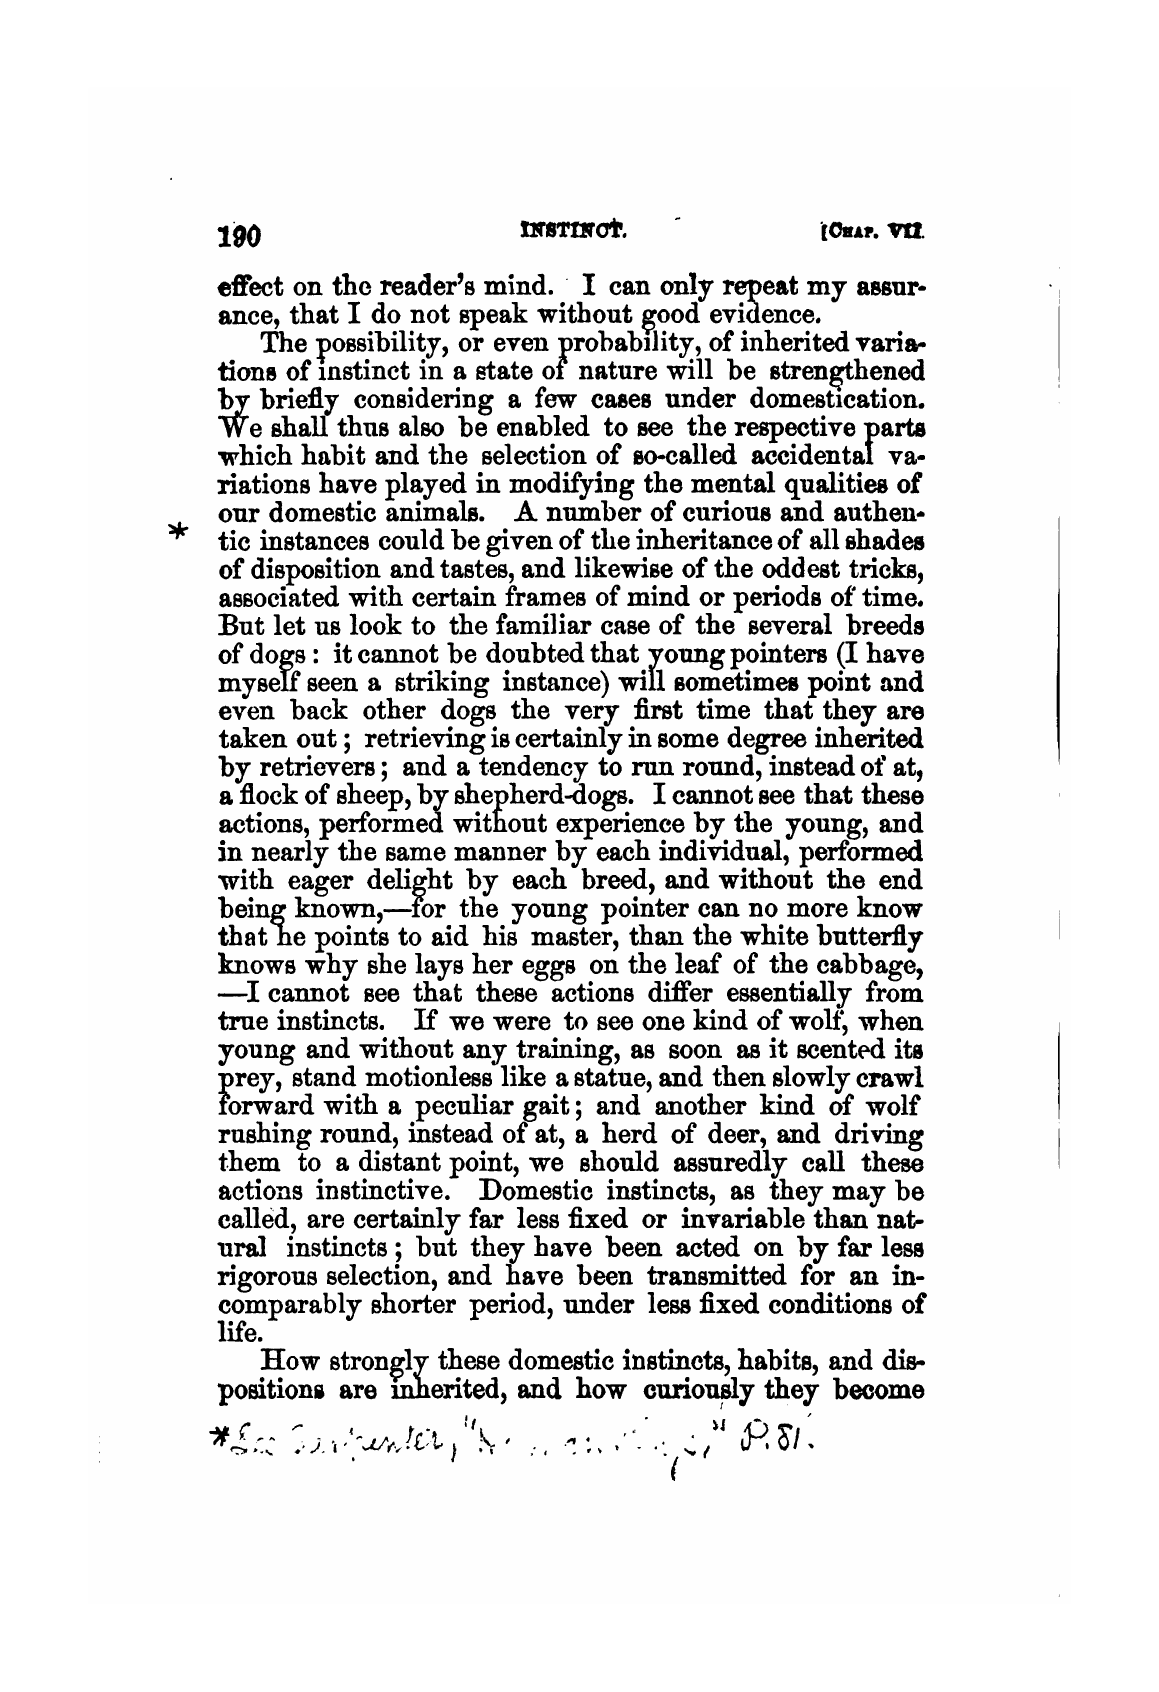 190 INSTINCT. [CHAP. VII.
effect on the reader's mind. I can only repeat my assur-
ance, that I do not speak without good evidence.
The possibility, or even probability, of inherited varia-
tions of instinct in a state of nature will be strengthened
by briefly considering a few cases under domestication.
We shall thus also be enabled to see the respective parts
which habit and the selection of so-called accidental va-
riations have played in modifying the mental qualities of
our domestic animals. A number of curious and authen-
* tic instances could be given of the inheritance of all shades
of disposition and tastes, and likewise of the oddest tricks,
associated with certain frames of mind or periods of time.
But let us look to the familiar case of the several breeds
of dogs: it cannot be doubted that young pointers (I have
myself seen a striking instance) will sometimes point and
even back other dogs the very first time that they are
taken out; retrieving is certainly in some degree inherited
by retrievers; and a tendency to run round, instead of at,
a flock of sheep, by shepherd-dogs. I cannot see that these
actions, performed without experience by the young, and
in nearly the same manner by each individual, performed
with eager delight by each breed, and without the end
being known,—for the young pointer can no more know
that he points to aid his master, than the white butterfly
knows why she lays her eggs on the leaf of the cabbage,
—I cannot see that these actions differ essentially from
true instincts. If we were to see one kind of wolf, when
young and without any training, as soon as it scented its
prey, stand motionless like a statue, and then slowly crawl
forward with a peculiar gait; and another kind of wolf
rushing round, instead of at, a herd of deer, and driving
them to a distant point, we should assuredly call these
actions instinctive. Domestic instincts, as they may be
called, are certainly far less fixed or invariable than nat-
ural instincts; but they have been acted on by far less
rigorous selection, and have been transmitted for an in-
comparably shorter period, under less fixed conditions of
life.
How strongly these domestic instincts, habits, and dis-
positions are inherited, and how curiously they become
* See Carpenter, P. 81.